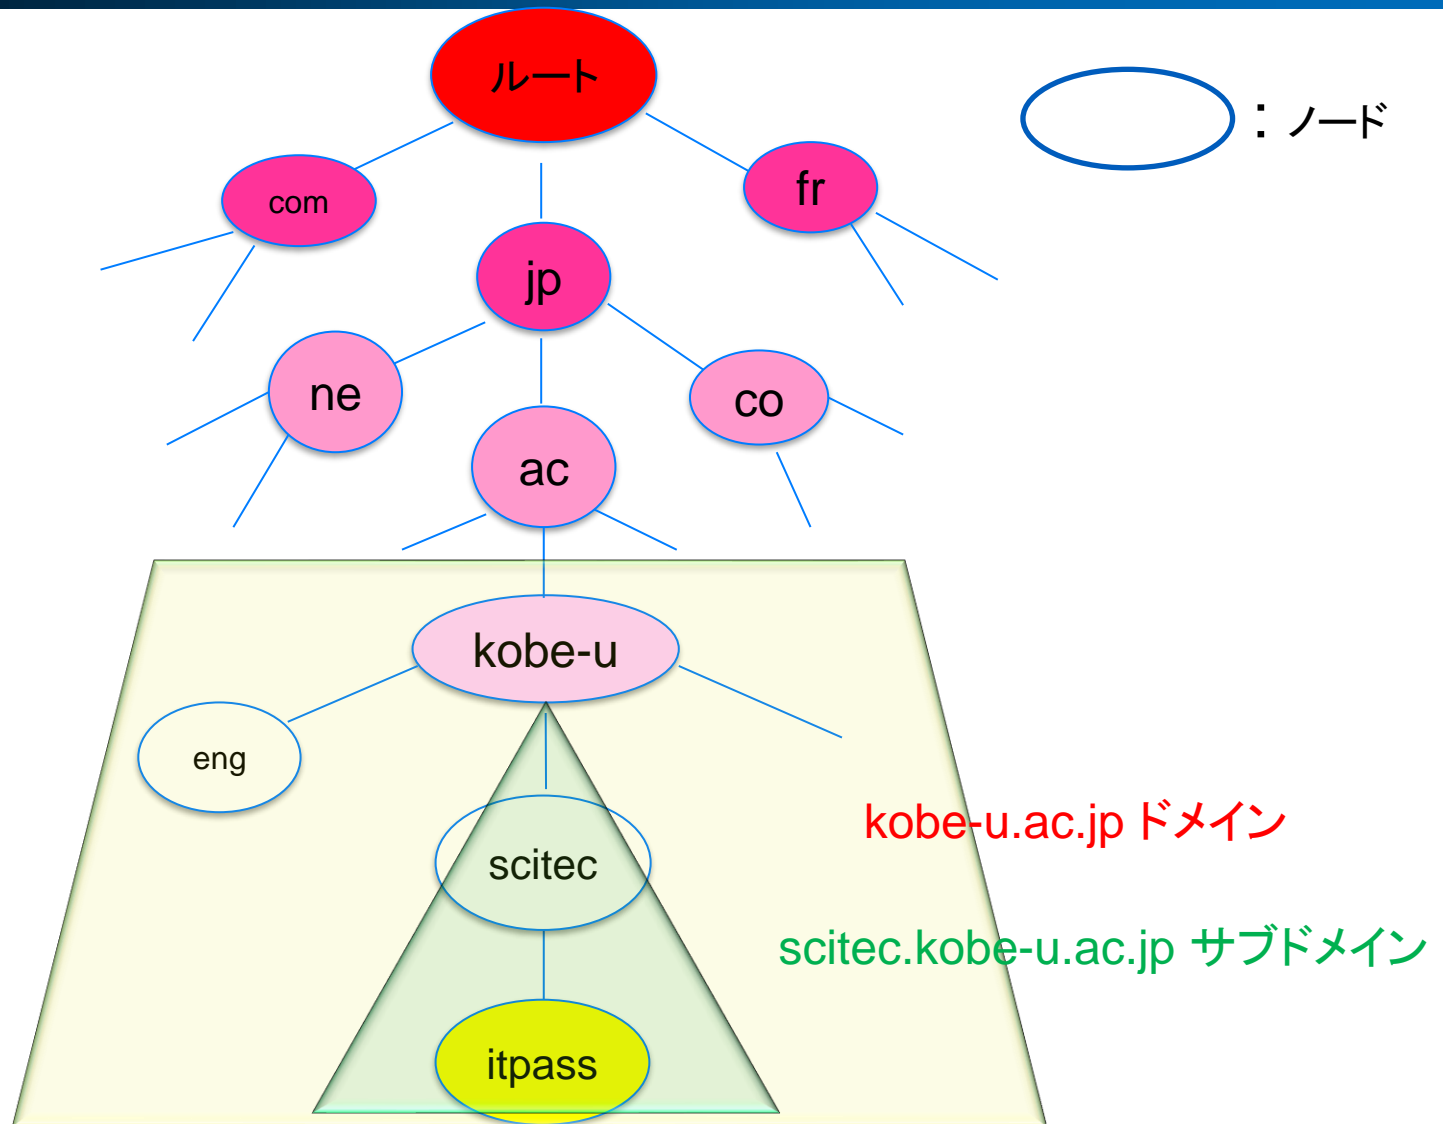 ルート
: ノード
com
fr
jp
ne
co
ac
kobe-u
eng
kobe-u.ac.jp ドメイン
scitec
scitec.kobe-u.ac.jp サブドメイン
itpass